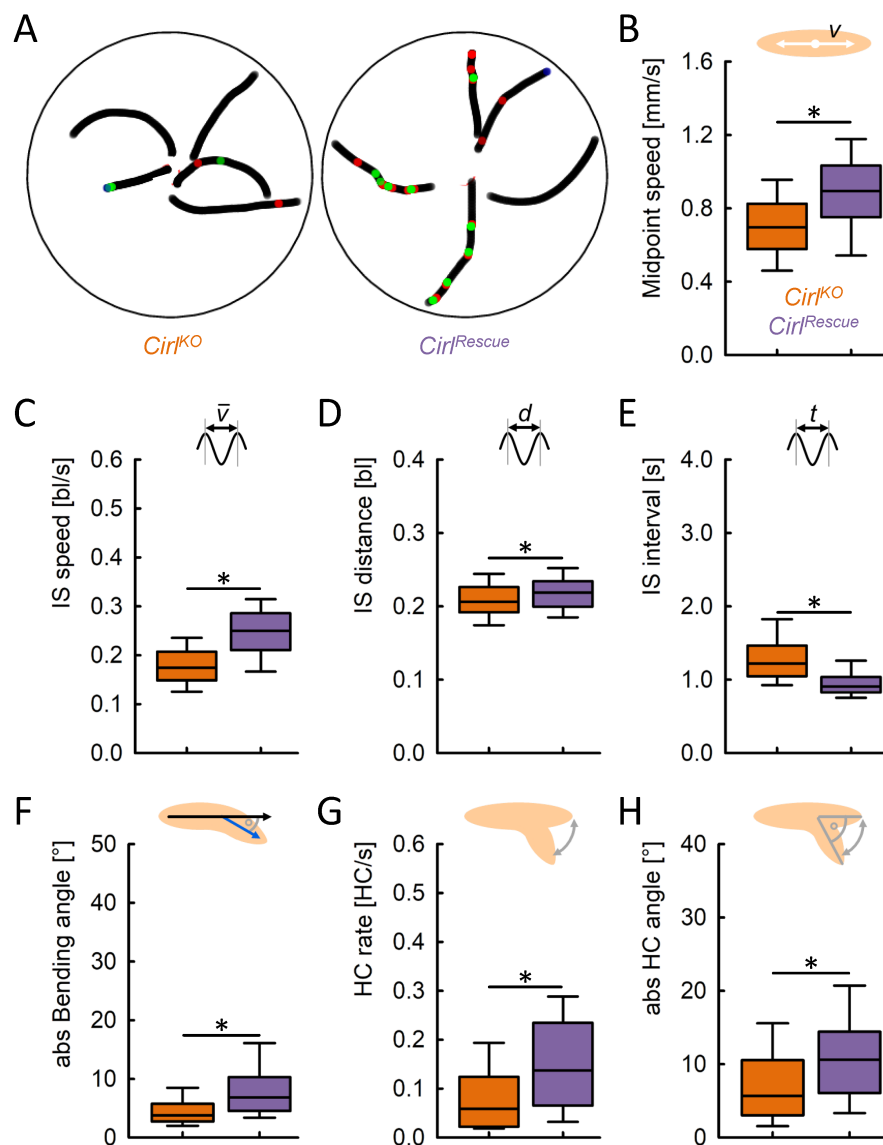 A
Cirl^KO
Cirl^Rescue
B
v
Midpoint speed [mm/s]
1.6
1.2
0.8
0.4
0.0
*
Cirl^KO
Cirl^Rescue
C
v̅
IS speed [bl/s]
0.6
0.5
0.4
0.3
0.2
0.1
0.0
*
D
d
IS distance [bl]
0.4
0.3
0.2
0.1
0.0
*
E
t
IS interval [s]
4.0
3.0
2.0
1.0
0.0
*
F
abs Bending angle [°]
50
40
30
20
10
0
*
G
HC rate [HC/s]
0.6
0.5
0.4
0.3
0.2
0.1
0.0
*
H
abs HC angle [°]
40
30
20
10
0
*